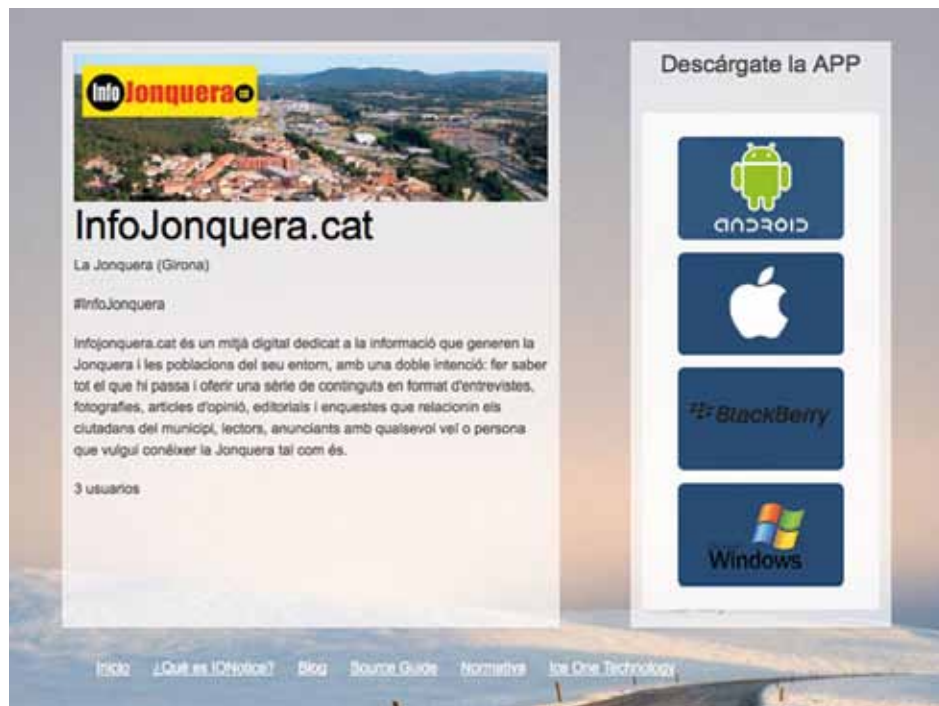 Info Jonquera cat
InfoJonquera.cat
La Jonquera (Girona)
#InfoJonquera
Infojonquera.cat és un mitjà digital dedicat a la informació que generen la
Jonquera i les poblacions del seu entorn, amb una doble intenció: fer saber
tot el que hi passa i oferir una sèrie de continguts en format d'entrevistes,
fotografies, articles d'opinió, editorials i enquestes que relacionin els
ciutadans del municipi, lectors, anunciants amb qualsevol veí o persona
que vulgui conèixer la Jonquera tal com és.
3 usuarios
Descárgate la APP
android
BlackBerry
Windows
Inicio ¿Qué es IONotice? Blog Source Guide Normativa Ice One Technology